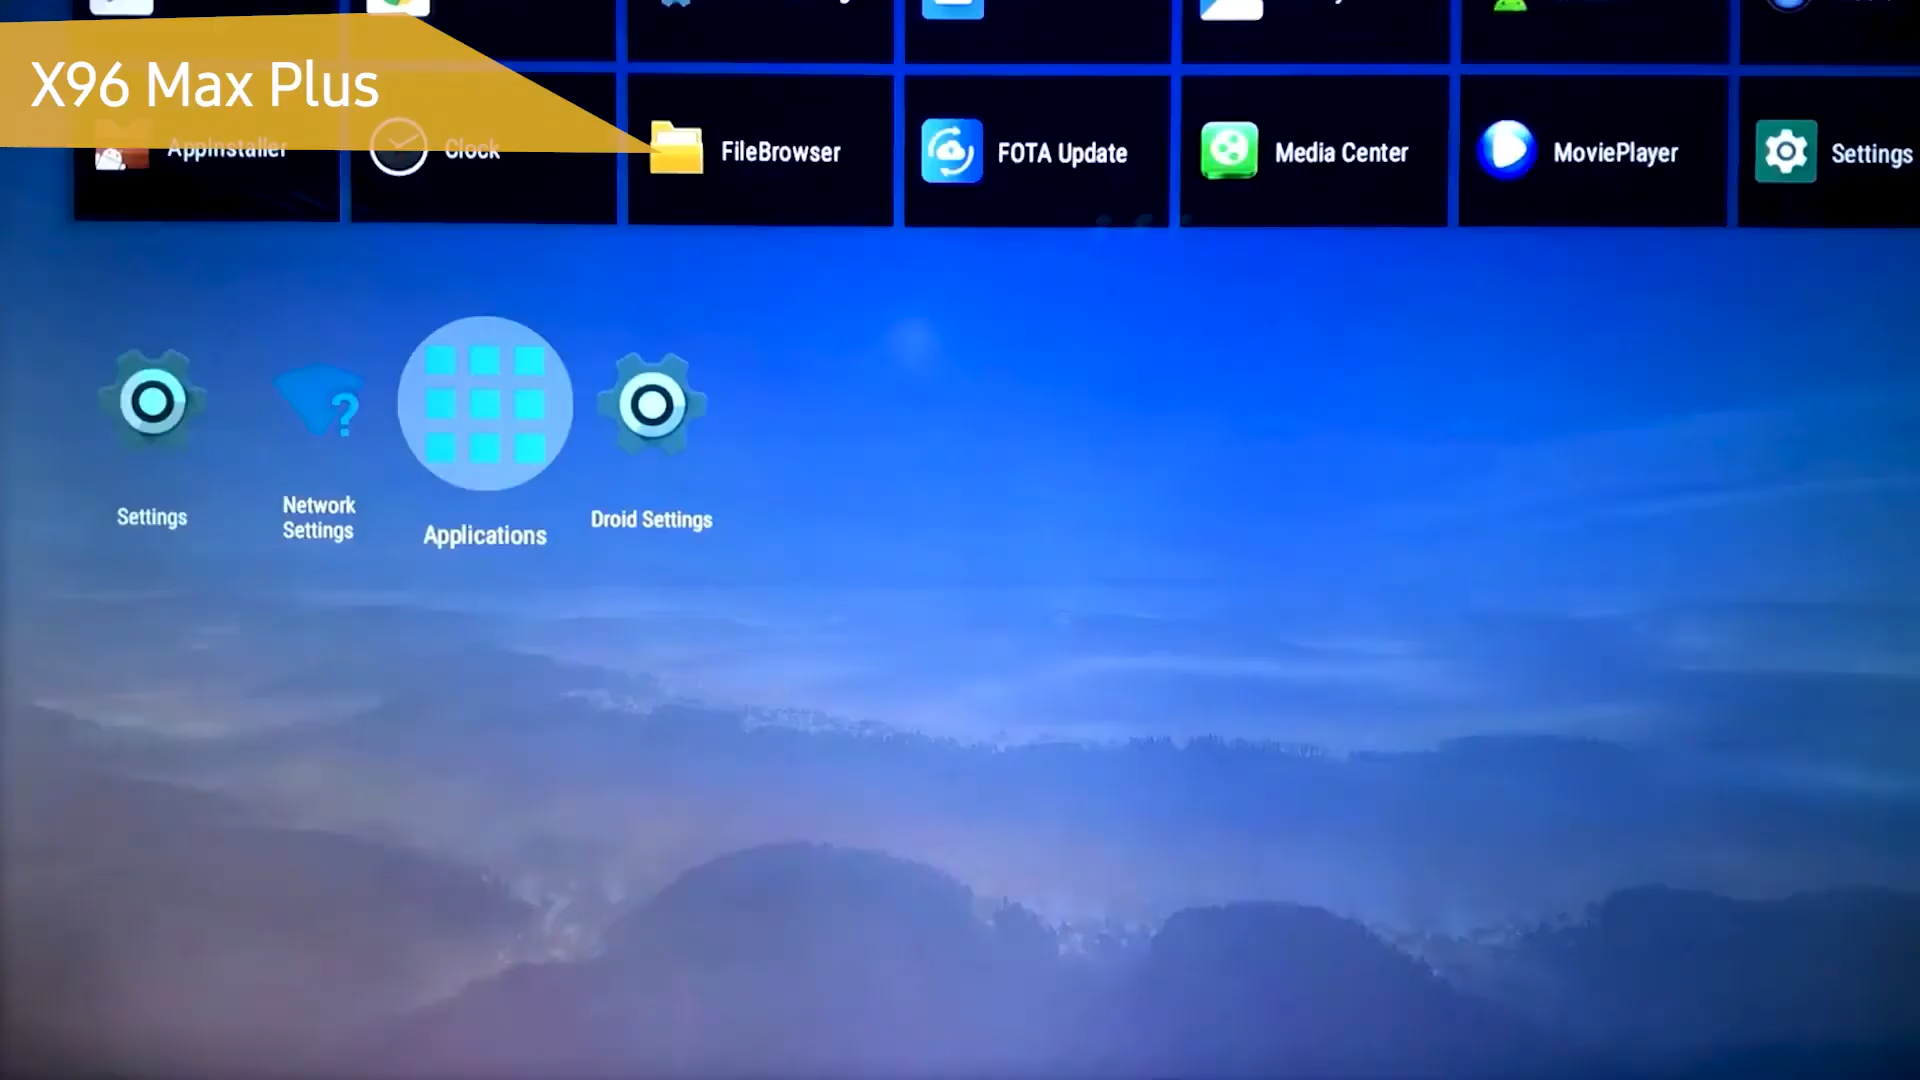 X96 Max Plus
AppInstaller
Clock
FileBrowser
FOTA Update
Media Center
MoviePlayer
Settings
Settings
Network
Settings
Applications
Droid Settings